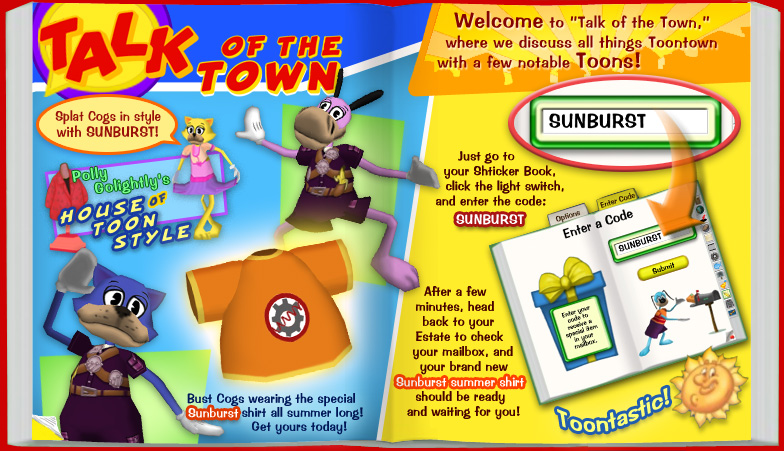 TALK
OF THE
TOWN
Splat Cogs in style
with SUNBURST!
Polly
Golightly's
HOUSE OF
TOON
STYLE
Bust Cogs wearing the special
Sunburst shirt all summer long!
Get yours today!
Welcome to "Talk of the Town,"
where we discuss all things Toontown
with a few notable Toons!
SUNBURST
Just go to
your Shticker Book,
click the light switch,
and enter the code:
SUNBURST
Options
Enter Code
Enter a Code
SUNBURST
Submit
Enter your
code to
receive a
special item
in your
mailbox.
After a few
minutes, head
back to your
Estate to check
your mailbox, and
your brand new
Sunburst summer shirt
should be ready
and waiting for you!
Toontastic!